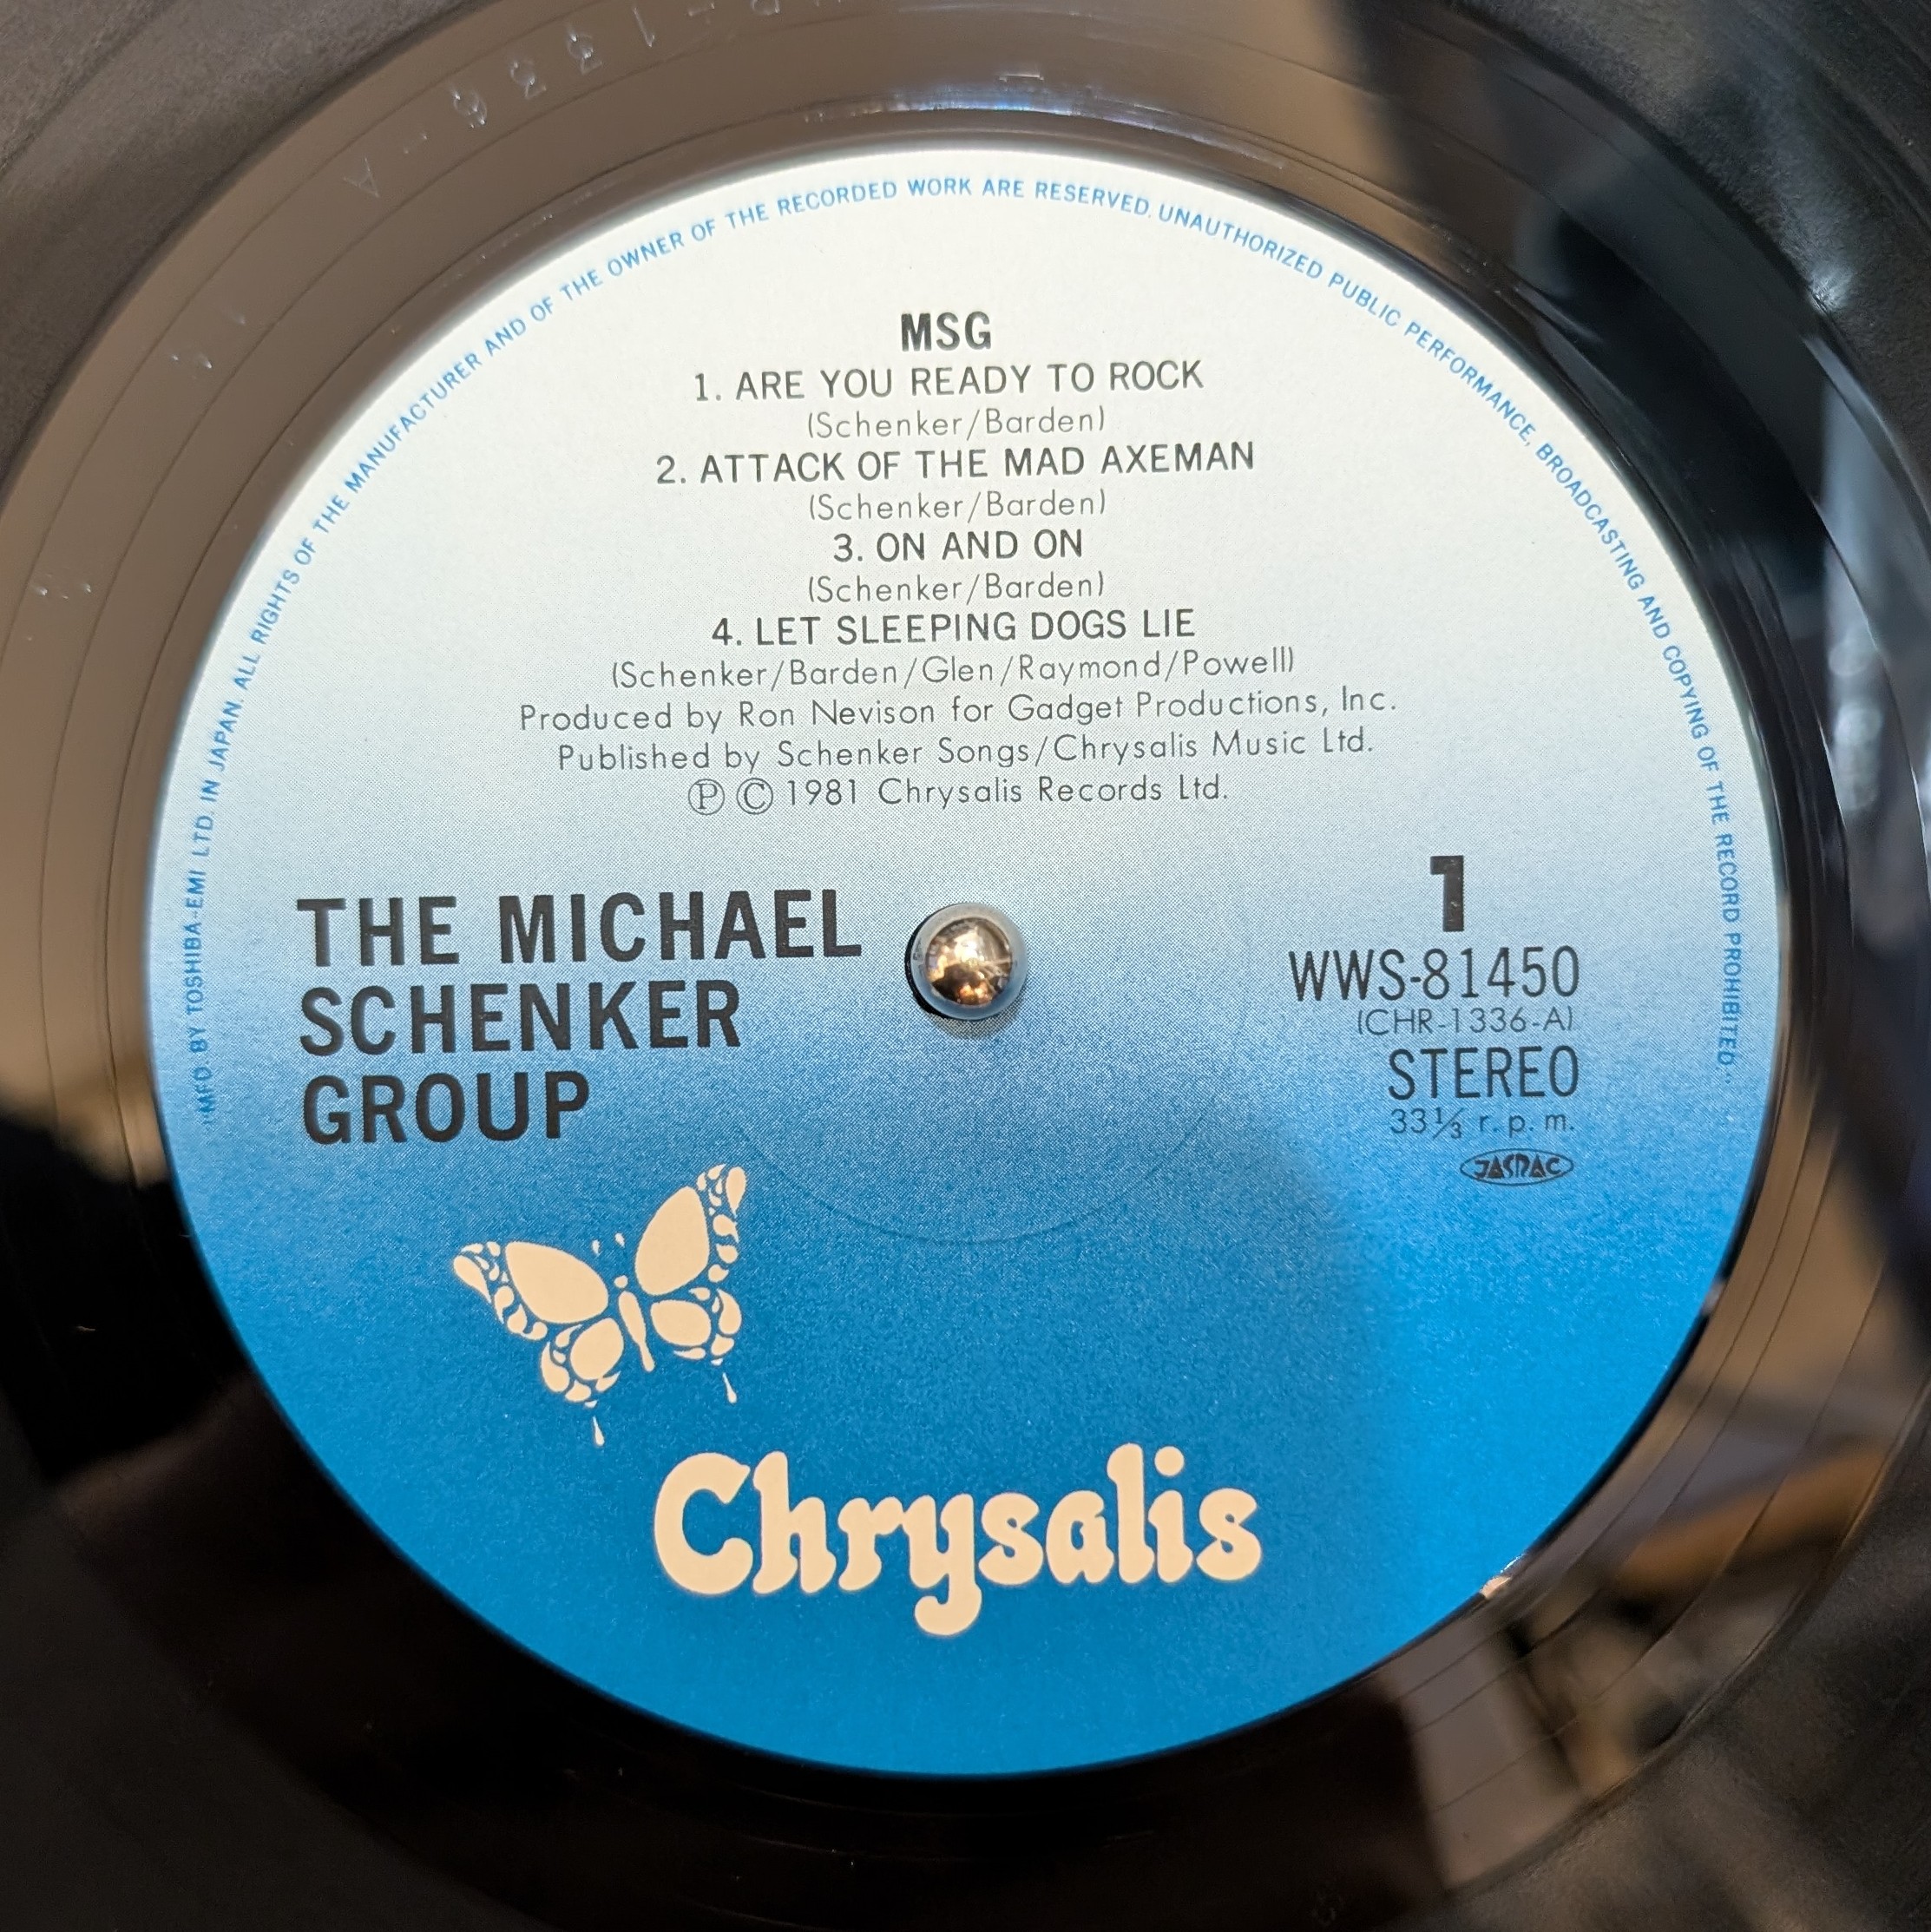 "MFD. BY TOSHIBA-EMI LTD. IN JAPAN. ALL RIGHTS OF THE MANUFACTURER AND OF THE OWNER OF THE RECORDED WORK ARE RESERVED. UNAUTHORIZED PUBLIC PERFORMANCE, BROADCASTING AND COPYING OF THE RECORD PROHIBITED."
MSG
1. ARE YOU READY TO ROCK
(Schenker/Barden)
2. ATTACK OF THE MAD AXEMAN
(Schenker/Barden)
3. ON AND ON
(Schenker/Barden)
4. LET SLEEPING DOGS LIE
(Schenker/Barden/Glen/Raymond/Powell)
Produced by Ron Nevison for Gadget Productions, Inc.
Published by Schenker Songs/Chrysalis Music Ltd.
Ⓟ Ⓒ 1981 Chrysalis Records Ltd.
THE MICHAEL
SCHENKER
GROUP
1
WWS-81450
(CHR-1336-A)
STEREO
33⅓ r. p. m.
JASRAC
Chrysalis